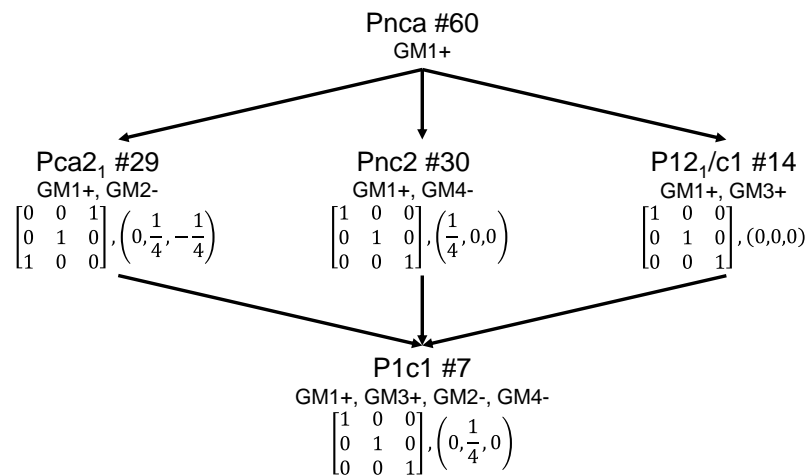 Pnca #60
GM1+
Pca2₁ #29
GM1+, GM2-
[0 0 1; 0 1 0; 1 0 0], (0, 1/4, -1/4)
Pnc2 #30
GM1+, GM4-
[1 0 0; 0 1 0; 0 0 1], (1/4, 0,0)
P12₁/c1 #14
GM1+, GM3+
[1 0 0; 0 1 0; 0 0 1], (0,0,0)
P1c1 #7
GM1+, GM3+, GM2-, GM4-
[1 0 0; 0 1 0; 0 0 1], (0, 1/4, 0)